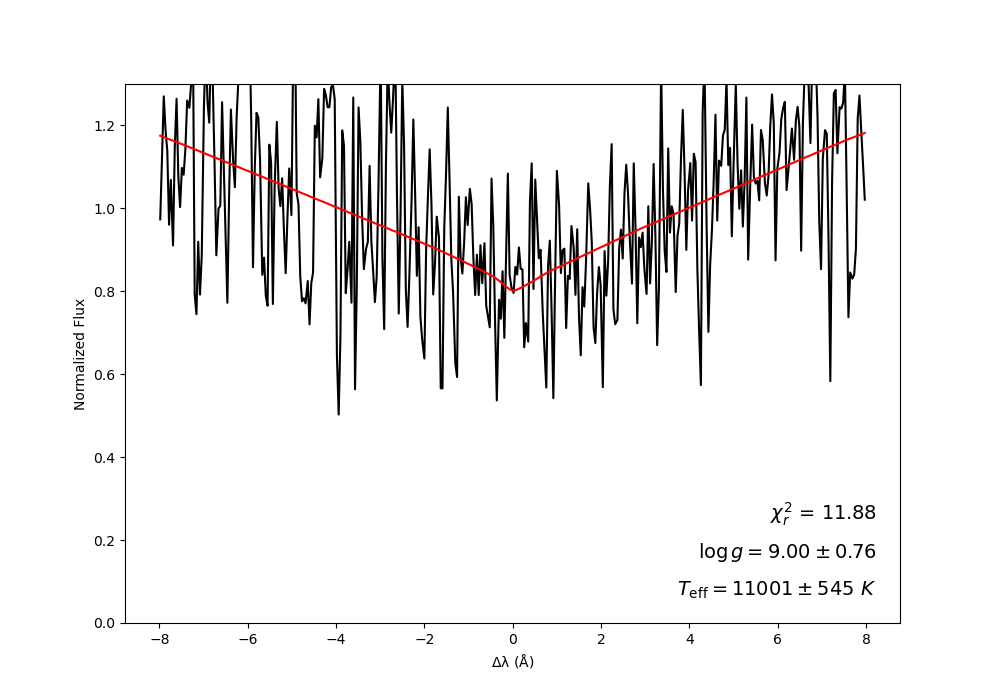 1.2
1.0
0.8
0.6
0.4
0.2
0.0
Normalized Flux
χ²ᵣ = 11.88
log g = 9.00 ± 0.76
T_eff = 11001 ± 545 K
−8 −6 −4 −2 0 2 4 6 8
Δλ (Å)